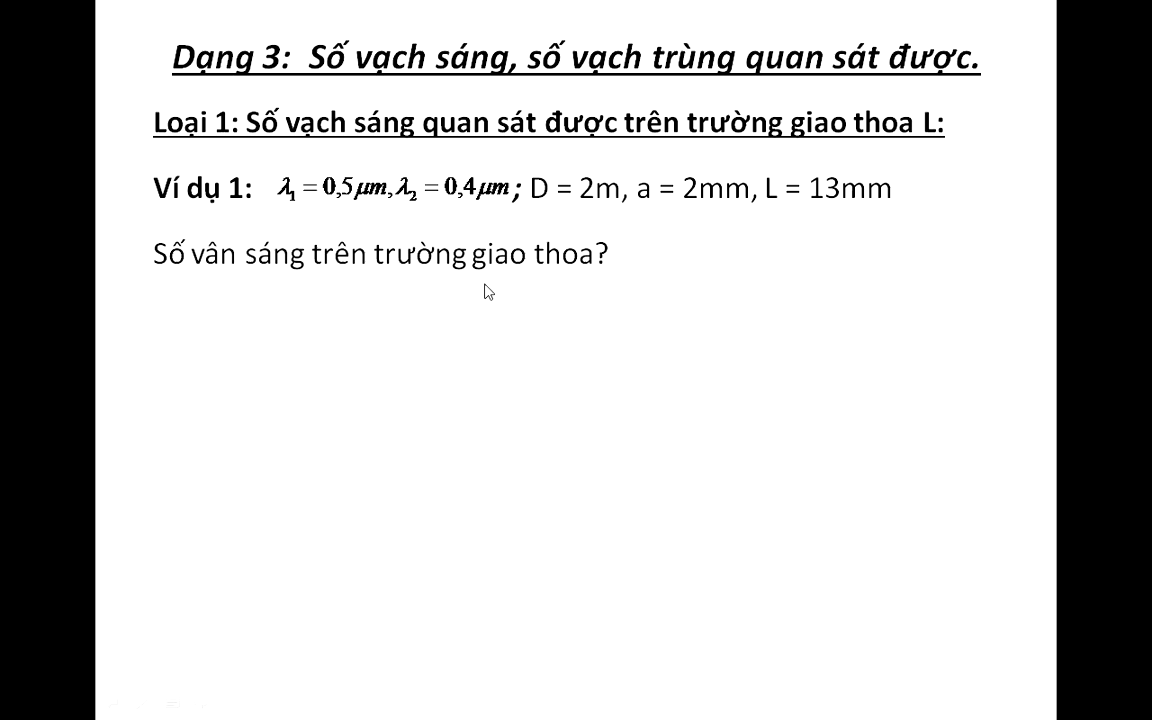 Dạng 3: Số vạch sáng, số vạch trùng quan sát được.
Loại 1: Số vạch sáng quan sát được trên trường giao thoa L:
Ví dụ 1: λ₁ = 0,5μm, λ₂ = 0,4μm; D = 2m, a = 2mm, L = 13mm
Số vân sáng trên trường giao thoa?